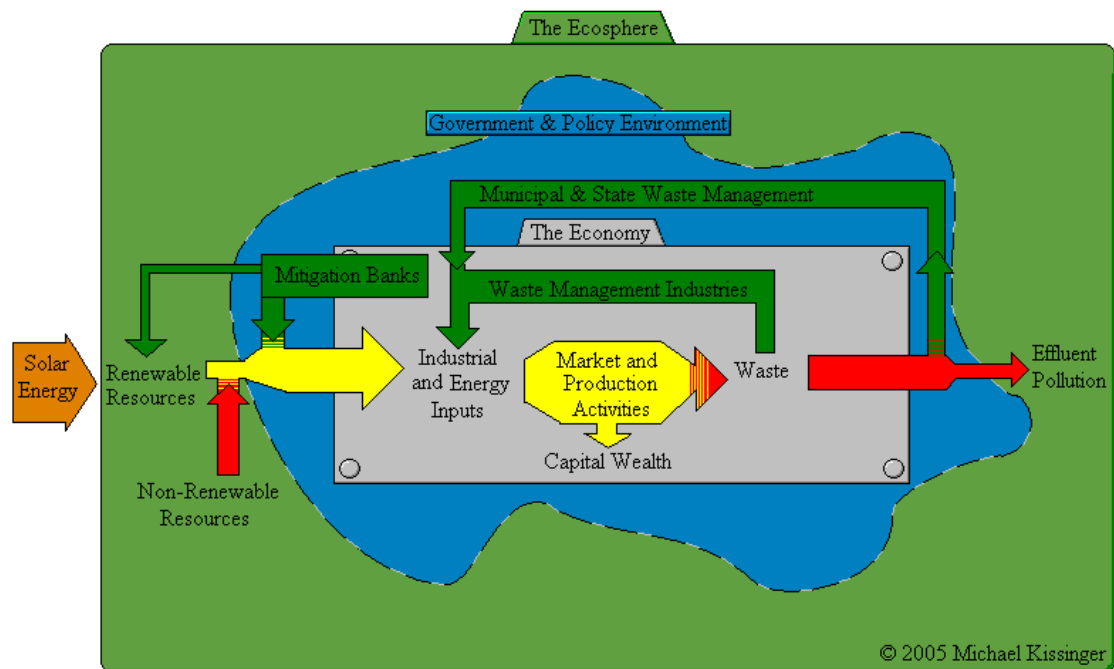 The Ecosphere
Government & Policy Environment
Municipal & State Waste Management
The Economy
Mitigation Banks
Waste Management Industries
Solar
Energy
Renewable
Resources
Industrial
and Energy
Inputs
Market and
Production
Activities
Waste
Effluent
Pollution
Capital Wealth
Non-Renewable
Resources
© 2005 Michael Kissinger